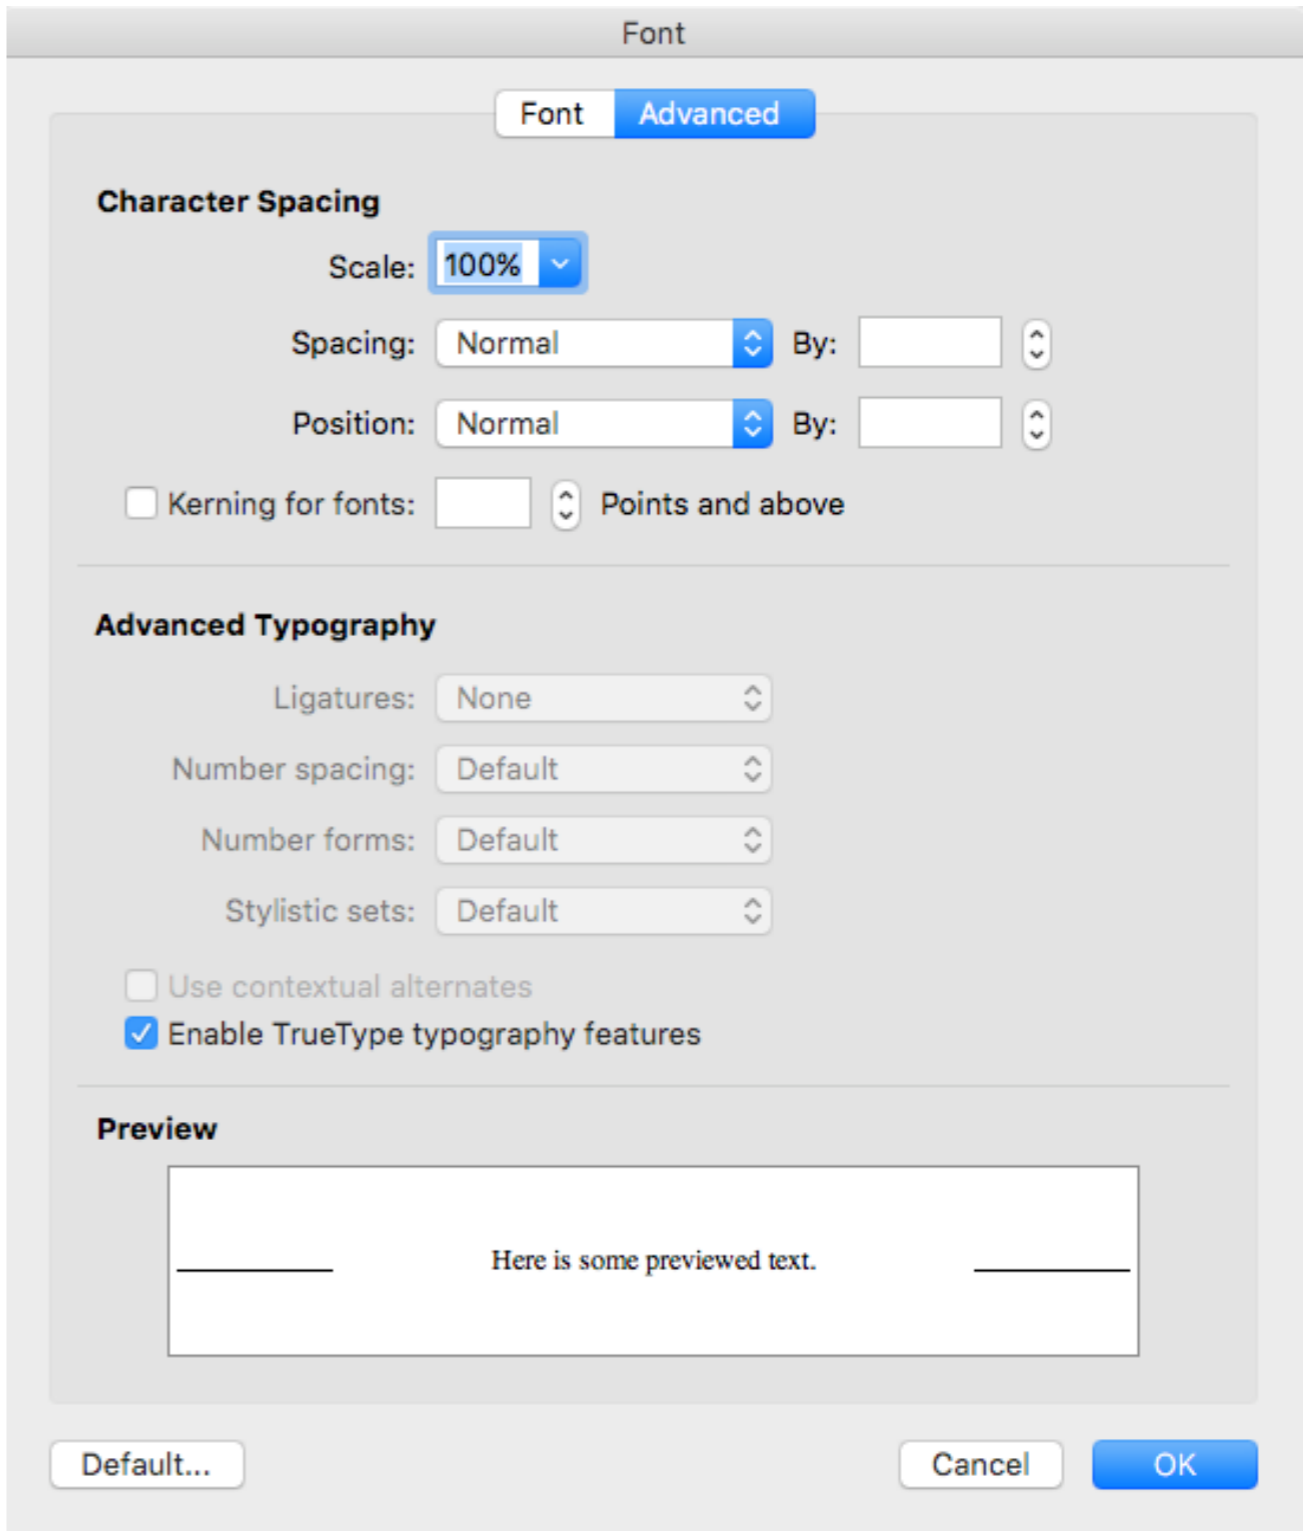 Font
Font Advanced
Character Spacing
Scale: 100%
Spacing: Normal By:
Position: Normal By:
Kerning for fonts: Points and above
Advanced Typography
Ligatures: None
Number spacing: Default
Number forms: Default
Stylistic sets: Default
Use contextual alternates
Enable TrueType typography features
Preview
Here is some previewed text.
Default... Cancel OK